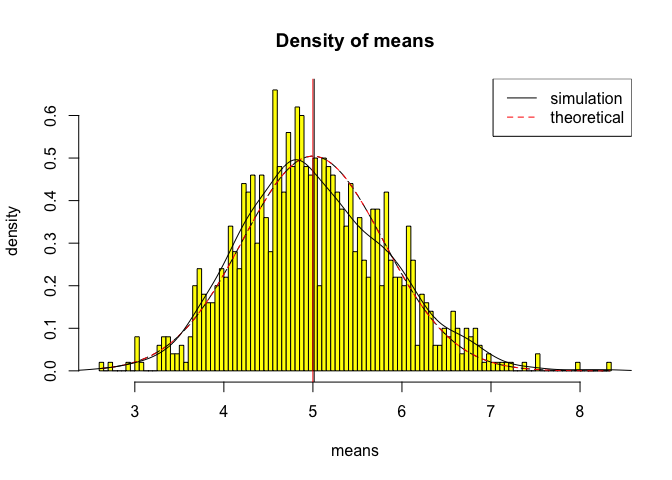 Density of means
simulation
theoretical
density
0.0 0.1 0.2 0.3 0.4 0.5 0.6
3 4 5 6 7 8
means